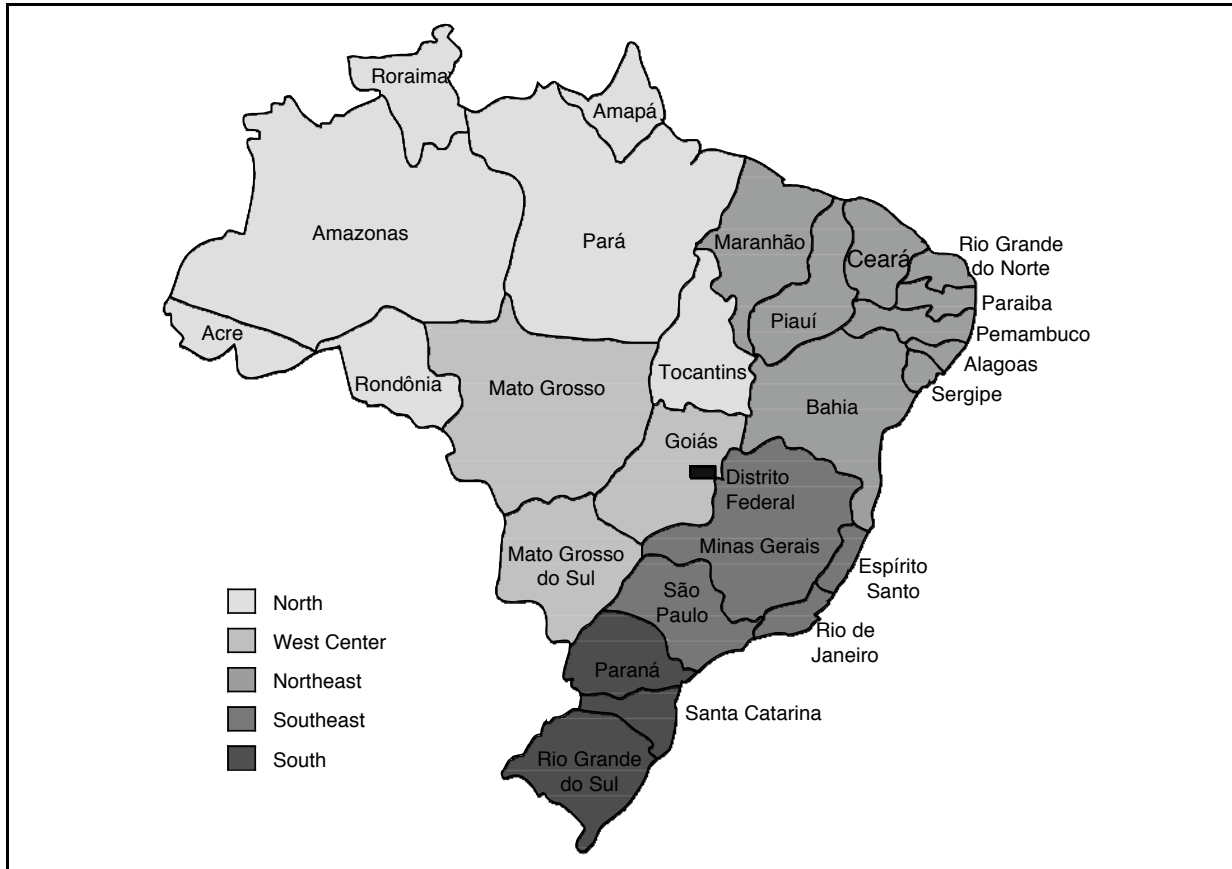 Roraima
Amapá
Amazonas
Pará
Maranhão
Ceará
Rio Grande
do Norte
Paraiba
Piauí
Pemambuco
Acre
Alagoas
Rondônia
Mato Grosso
Tocantins
Sergipe
Bahia
Goiás
Distrito
Federal
Mato Grosso
do Sul
Minas Gerais
Espírito
Santo
São
Paulo
Rio de
Janeiro
Paraná
Santa Catarina
Rio Grande
do Sul
North
West Center
Northeast
Southeast
South